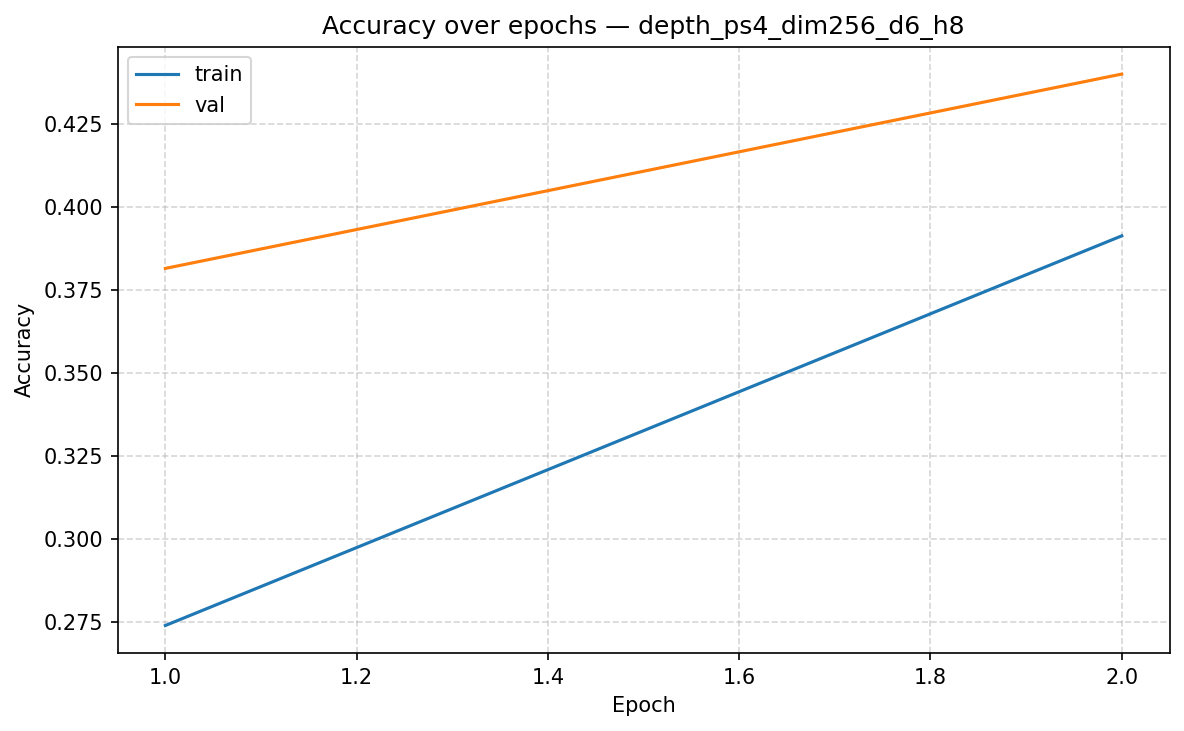 Accuracy over epochs — depth_ps4_dim256_d6_h8
train
val
Accuracy
0.425
0.400
0.375
0.350
0.325
0.300
0.275
1.0 1.2 1.4 1.6 1.8 2.0
Epoch